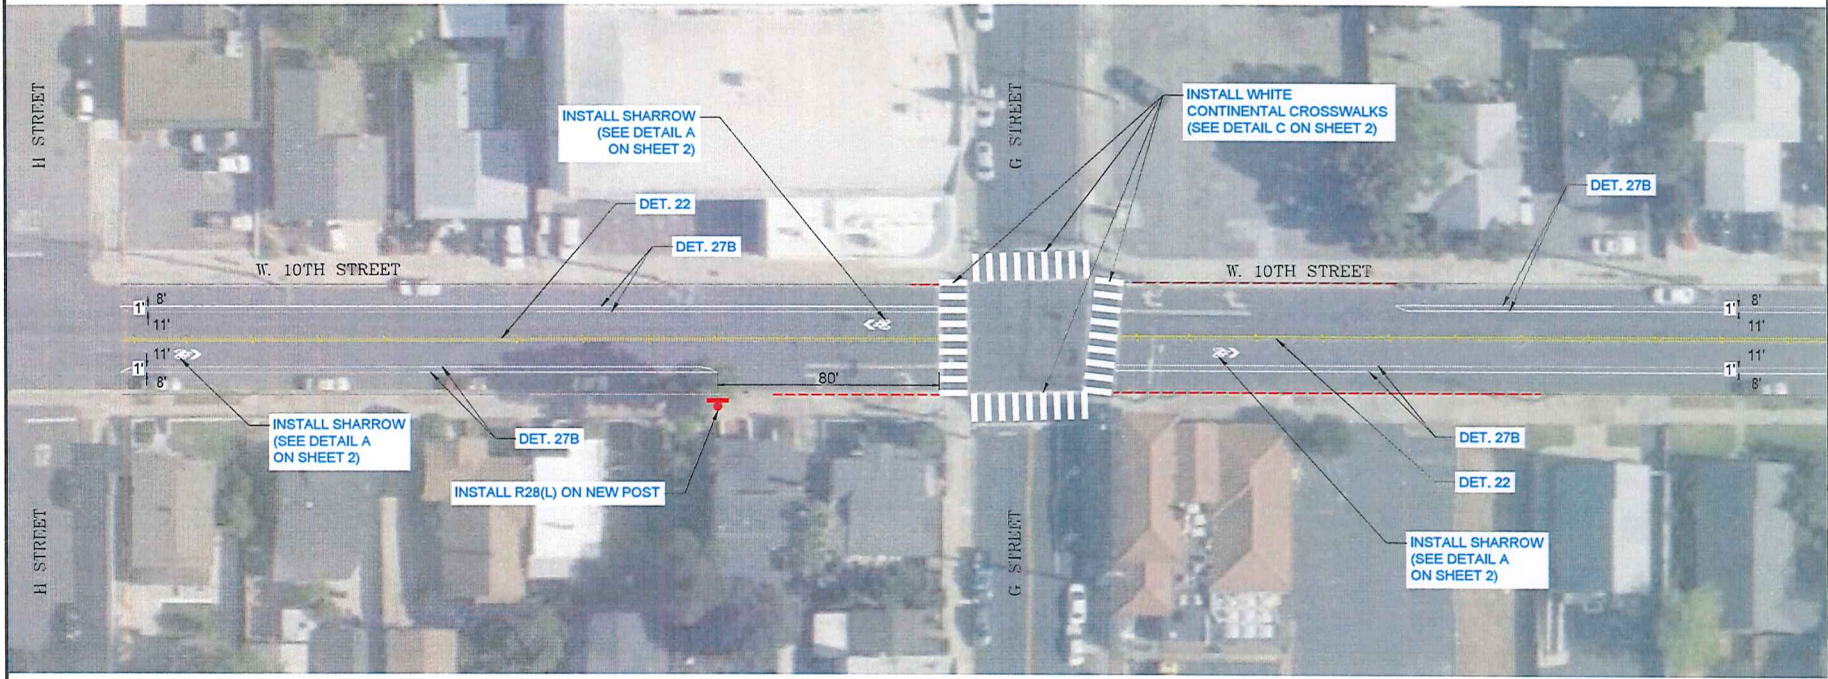 H STREET
INSTALL SHARROW
(SEE DETAIL A
ON SHEET 2)
G STREET
INSTALL WHITE
CONTINENTAL CROSSWALKS
(SEE DETAIL C ON SHEET 2)
DET. 22
DET. 27B
DET. 27B
W. 10TH STREET
W. 10TH STREET
1'
8'
11'
11'
1'
8'
80'
1'
8'
11'
11'
1'
8'
INSTALL SHARROW
(SEE DETAIL A
ON SHEET 2)
DET. 27B
INSTALL R28(L) ON NEW POST
DET. 27B
DET. 22
INSTALL SHARROW
(SEE DETAIL A
ON SHEET 2)
H STREET
G STREET